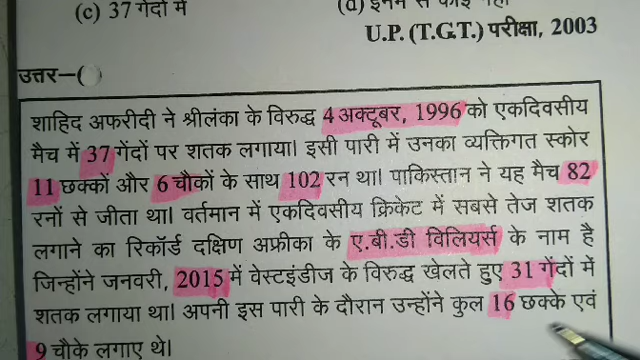 (c) 37 गेंदों में
U.P. (T.G.T.) परीक्षा, 2003
उत्तर–( )
शाहिद अफरीदी ने श्रीलंका के विरुद्ध 4 अक्टूबर, 1996 को एकदिवसीय
मैच में 37 गेंदों पर शतक लगाया। इसी पारी में उनका व्यक्तिगत स्कोर
11 छक्कों और 6 चौकों के साथ 102 रन था। पाकिस्तान ने यह मैच 82
रनों से जीता था। वर्तमान में एकदिवसीय क्रिकेट में सबसे तेज शतक
लगाने का रिकॉर्ड दक्षिण अफ्रीका के ए.बी.डी विलियर्स के नाम है
जिन्होंने जनवरी, 2015 में वेस्टइंडीज के विरुद्ध खेलते हुए 31 गेंदों में
शतक लगाया था। अपनी इस पारी के दौरान उन्होंने कुल 16 छक्के एवं
9 चौके लगाए थे।